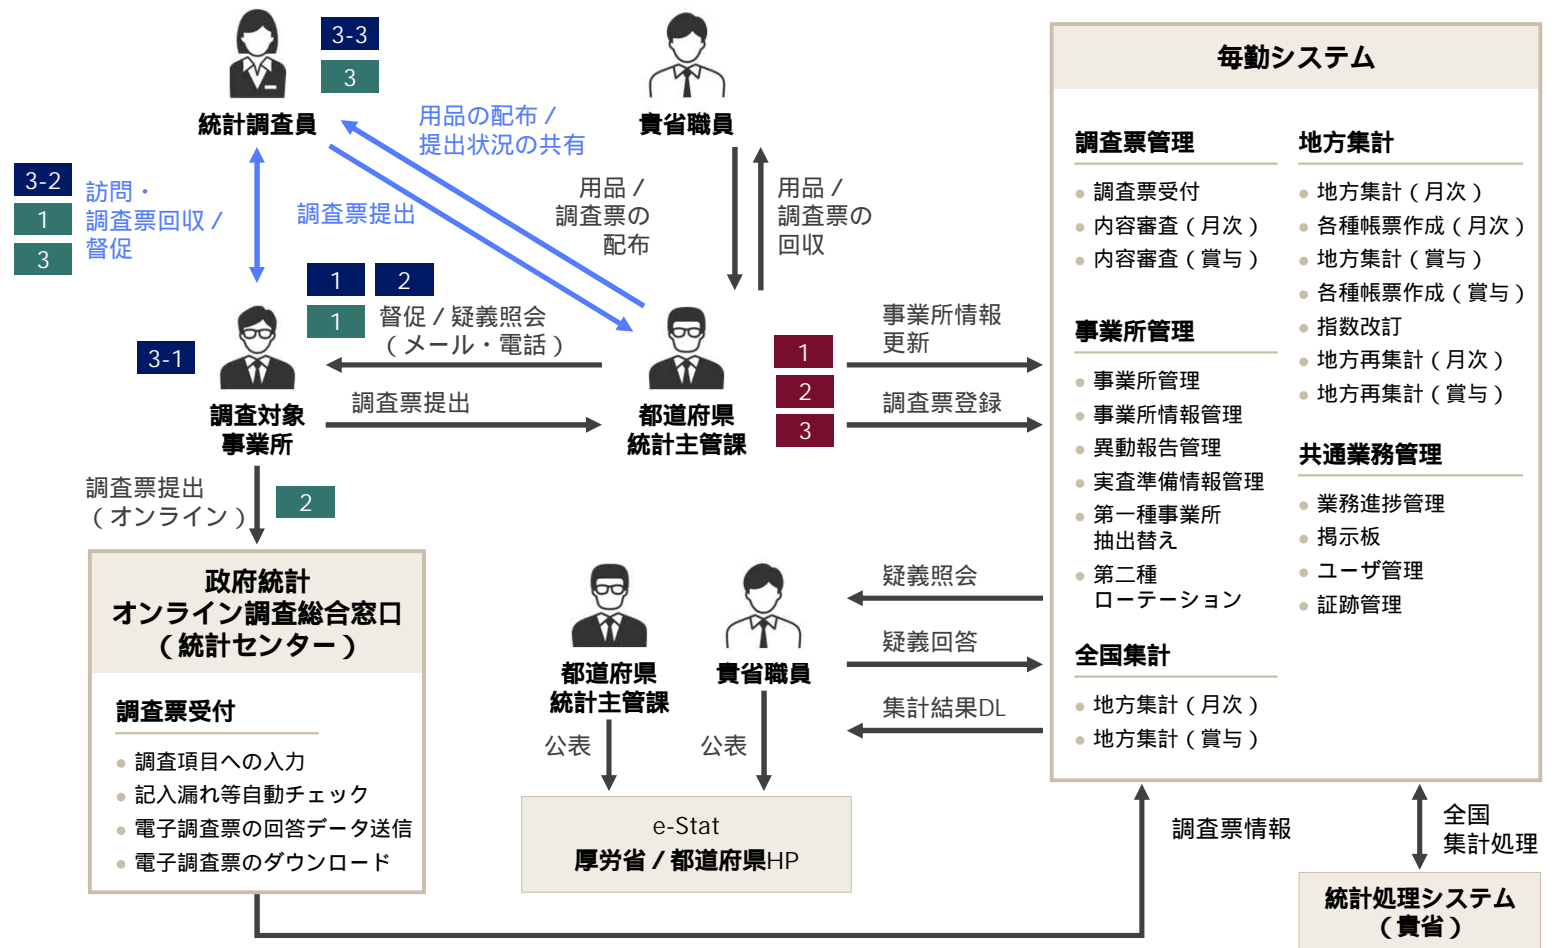 3-3
3
統計調査員
用品の配布 /
提出状況の共有
貴省職員
3-2
1
3
訪問・
調査票回収 /
督促
調査票提出
用品 /
調査票の
配布
用品 /
調査票の
回収
1
2
1
督促 / 疑義照会
(メール・電話)
3-1
調査対象
事業所
調査票提出
都道府県
統計主管課
1
2
3
事業所情報
更新
調査票登録
調査票提出
(オンライン)
2
政府統計
オンライン調査総合窓口
(統計センター)
調査票受付
調査項目への入力
記入漏れ等自動チェック
電子調査票の回答データ送信
電子調査票のダウンロード
都道府県
統計主管課
貴省職員
公表
公表
e-Stat
厚労省 / 都道府県HP
疑義照会
疑義回答
集計結果DL
毎勤システム
調査票管理
調査票受付
内容審査(月次)
内容審査(賞与)
事業所管理
事業所管理
事業所情報管理
異動報告管理
実査準備情報管理
第一種事業所
抽出替え
第二種
ローテーション
全国集計
地方集計(月次)
地方集計(賞与)
地方集計
地方集計(月次)
各種帳票作成(月次)
地方集計(賞与)
各種帳票作成(賞与)
指数改訂
地方再集計(月次)
地方再集計(賞与)
共通業務管理
業務進捗管理
掲示板
ユーザ管理
証跡管理
調査票情報
全国
集計処理
統計処理システム
(貴省)